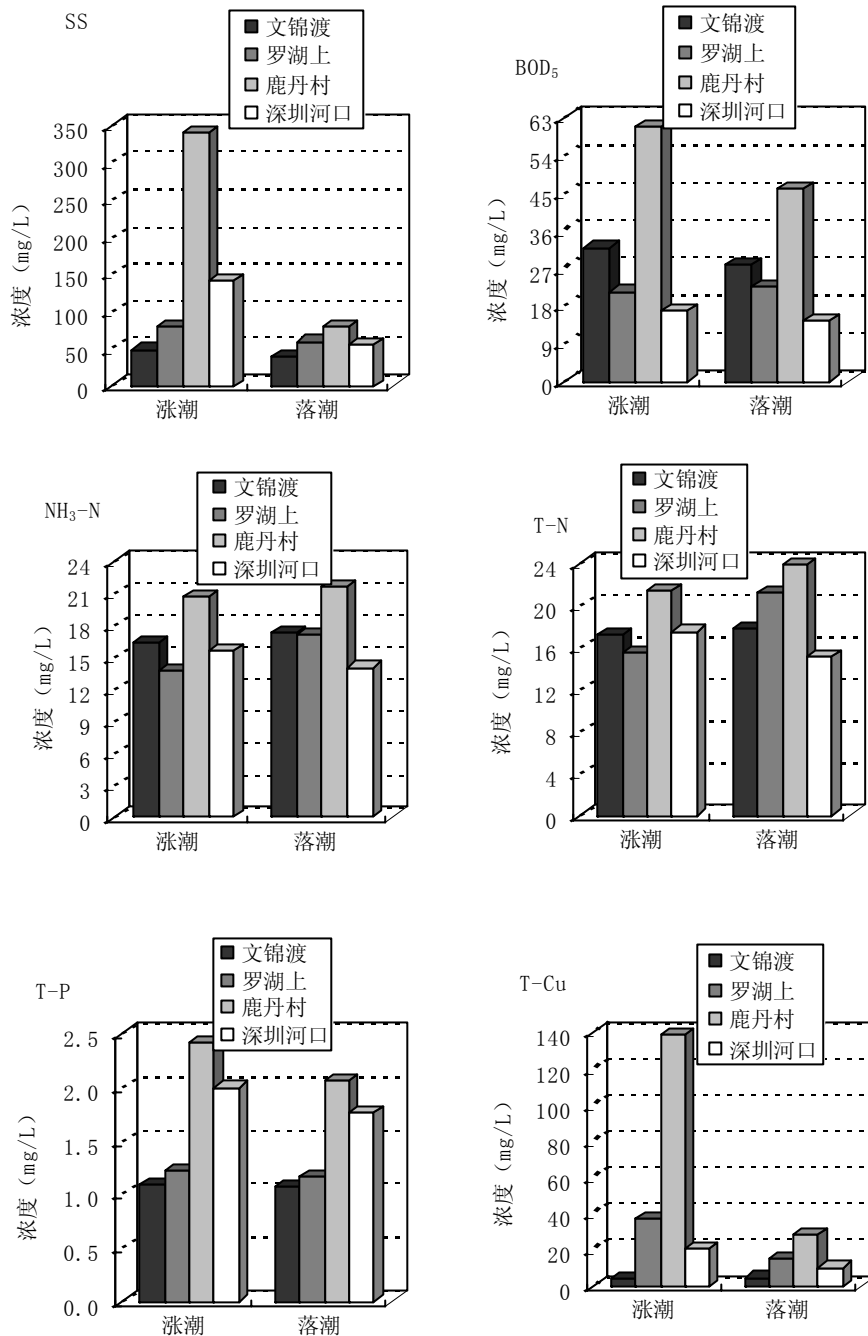 SS
■ 文锦渡
■ 罗湖上
■ 鹿丹村
□ 深圳河口
浓度（mg/L）
350
300
250
200
150
100
50
0
涨潮 落潮
BOD₅
■ 文锦渡
■ 罗湖上
■ 鹿丹村
□ 深圳河口
浓度（mg/L）
63
54
45
36
27
18
9
0
涨潮 落潮
NH₃-N
■ 文锦渡
■ 罗湖上
■ 鹿丹村
□ 深圳河口
浓度（mg/L）
24
21
18
15
12
9
6
3
0
涨潮 落潮
T-N
■ 文锦渡
■ 罗湖上
■ 鹿丹村
□ 深圳河口
浓度（mg/L）
24
20
16
12
8
4
0
涨潮 落潮
T-P
■ 文锦渡
■ 罗湖上
■ 鹿丹村
□ 深圳河口
浓度（mg/L）
2.5
2.0
1.5
1.0
0.5
0.0
涨潮 落潮
T-Cu
■ 文锦渡
■ 罗湖上
■ 鹿丹村
□ 深圳河口
浓度（mg/L）
140
120
100
80
60
40
20
0
涨潮 落潮